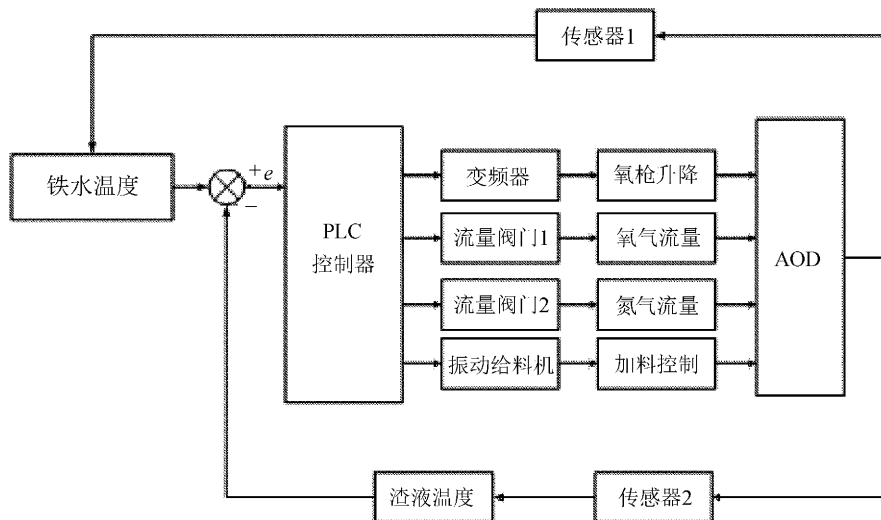 传感器1
铁水温度
+e
−
PLC
控制器
变频器
氧枪升降
流量阀门1
氧气流量
流量阀门2
氮气流量
振动给料机
加料控制
AOD
渣液温度
传感器2